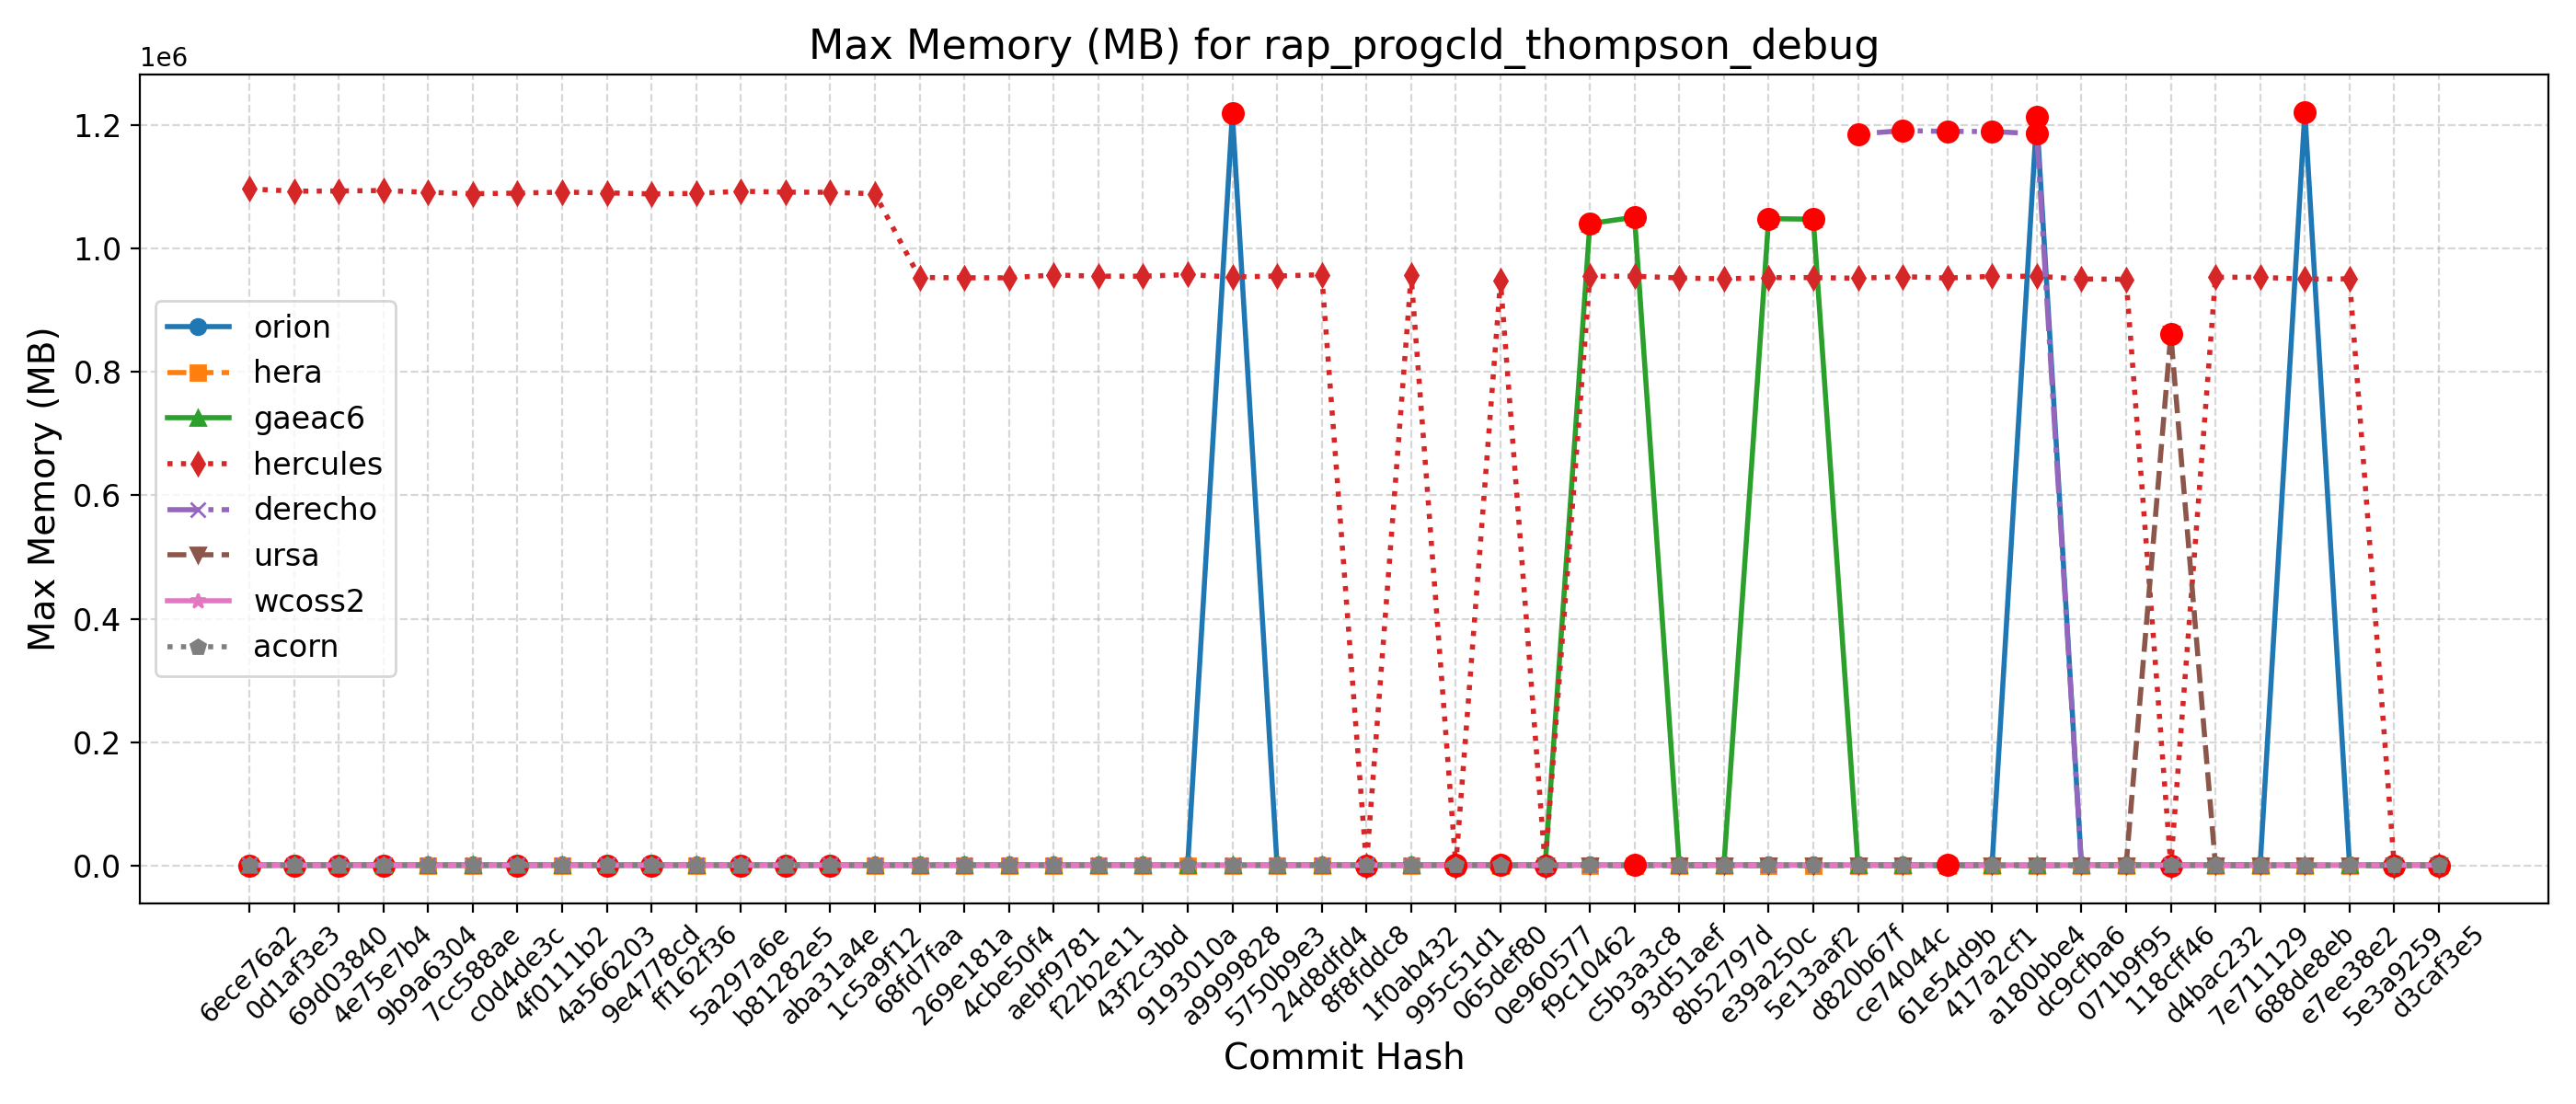 Max Memory (MB) for rap_progcld_thompson_debug
1e6
1.2
1.0
0.8
0.6
0.4
0.2
0.0
Max Memory (MB)
orion
hera
gaeac6
hercules
derecho
ursa
wcoss2
acorn
6ece76a2
0d1af3e3
69d03840
4e75e7b4
9b9a6304
7cc588ae
c0d4de3c
4f0111b2
4a566203
9e4778cd
ff162f36
5a297a6e
b81282e5
aba31a4e
1c5a9f12
68fd7faa
269e181a
4cbe50f4
aebf9781
f22b2e11
43f2c3bd
9193010a
a9999828
5750b9e3
24d8dfd4
8f8fddc8
1f0ab432
995c51d1
065def80
0e960577
f9c10462
c5b3a3c8
93d51aef
8b52797d
e39a250c
5e13aaf2
d820b67f
ce74044c
61e54d9b
417a2cf1
a180bbe4
dc9cfba6
071b9f95
118cff46
d4bac232
7e711129
688de8eb
e7ee38e2
5e3a9259
d3caf3e5
Commit Hash